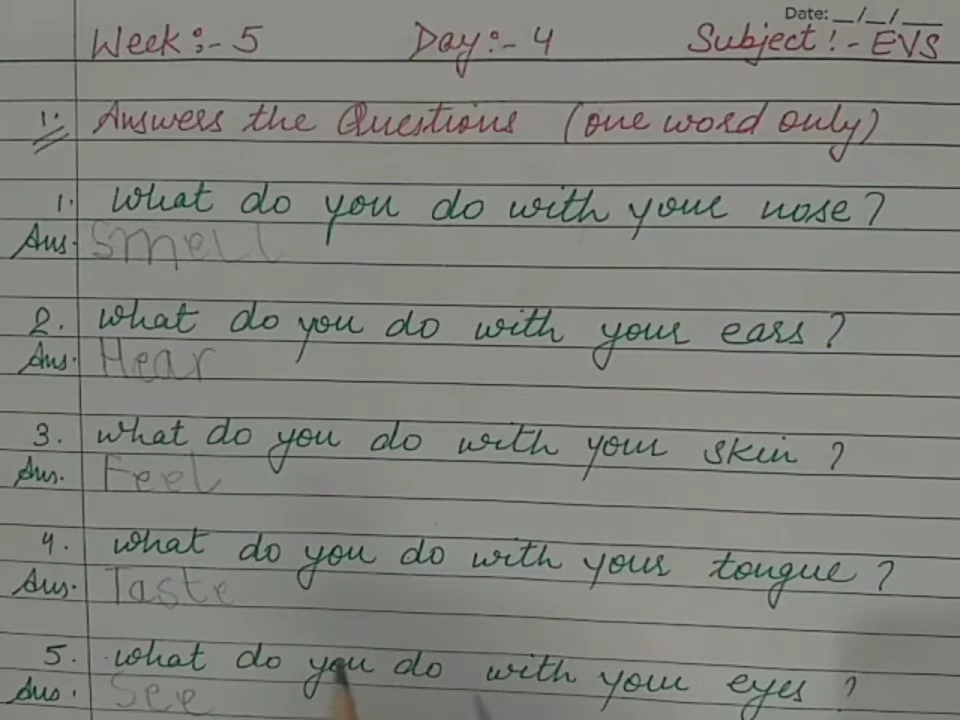 Date: __/__/___
Week :- 5 Day :- 4 Subject :- EVS
1. Answers the Questions (one word only)
1. What do you do with your nose?
Ans. Smell
2. what do you do with your ears?
Ans. Hear
3. what do you do with your skin?
Ans. Feel
4. what do you do with your tongue?
Ans. Taste
5. what do you do with your eyes?
Ans. See